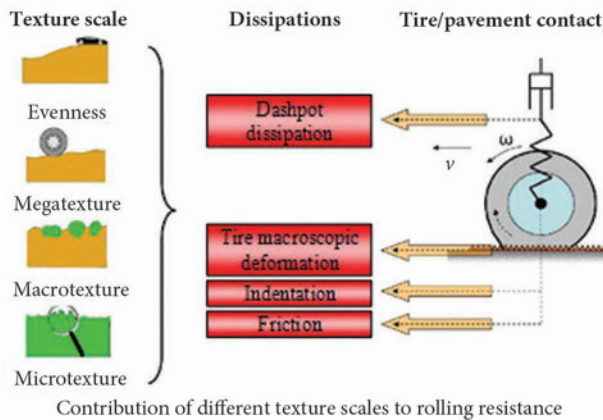 Texture scale
Dissipations
Tire/pavement contact
Evenness
Megatexture
Macrotexture
Microtexture
Dashpot
dissipation
Tire macroscopic
deformation
Indentation
Friction
ω
v
Contribution of different texture scales to rolling resistance